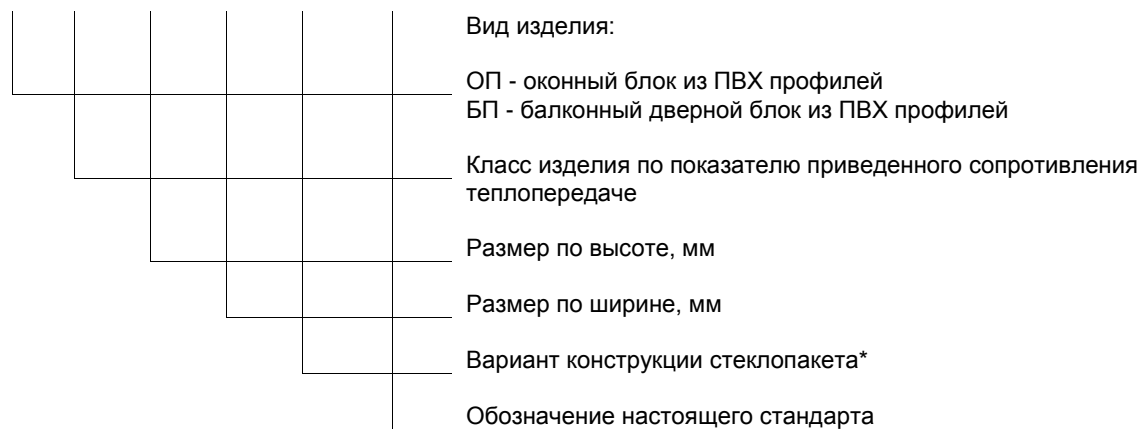 Вид изделия:
ОП - оконный блок из ПВХ профилей
БП - балконный дверной блок из ПВХ профилей
Класс изделия по показателю приведенного сопротивления
теплопередаче
Размер по высоте, мм
Размер по ширине, мм
Вариант конструкции стеклопакета*
Обозначение настоящего стандарта